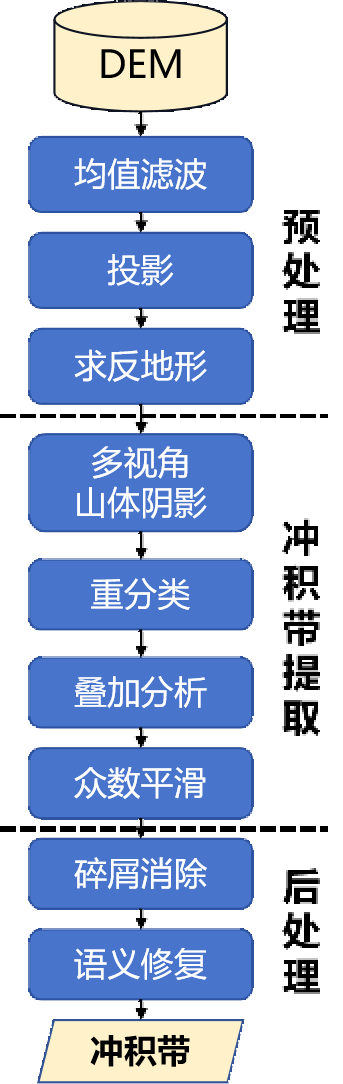 DEM
均值滤波
投影
求反地形
预处理
多视角
山体阴影
重分类
叠加分析
众数平滑
冲积带提取
碎屑消除
语义修复
后处理
冲积带